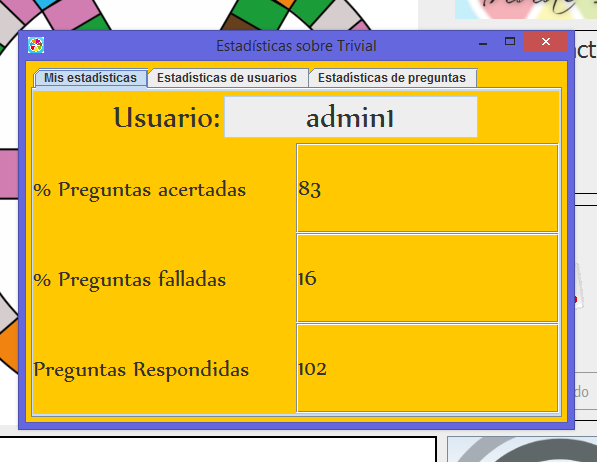 Estadísticas sobre Trivial
Mis estadísticas
Estadísticas de usuarios
Estadísticas de preguntas
Usuario: admin1
% Preguntas acertadas 83
% Preguntas falladas 16
Preguntas Respondidas 102